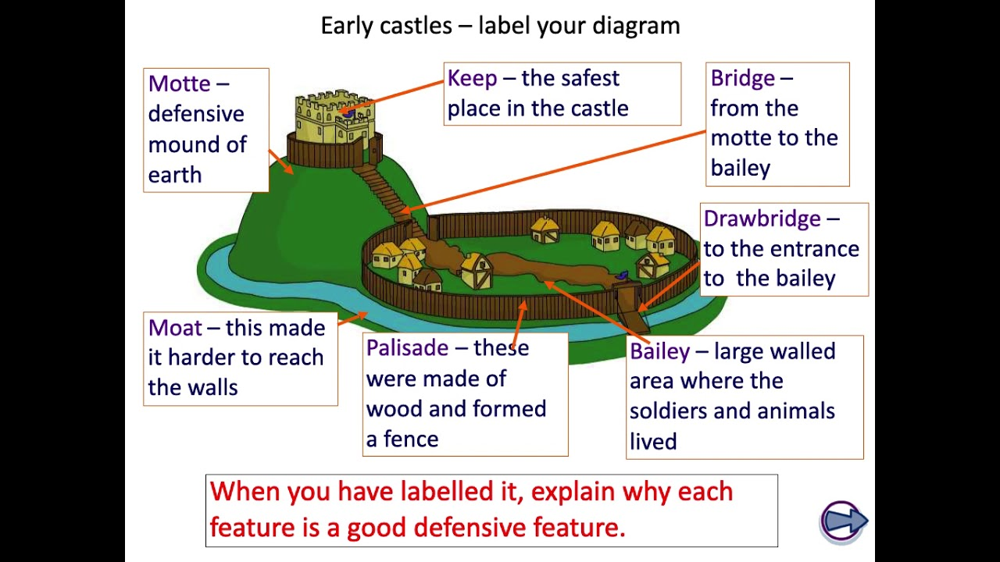 Early castles – label your diagram
Motte –
defensive
mound of
earth
Keep – the safest
place in the castle
Bridge –
from the
motte to the
bailey
Drawbridge –
to the entrance
to  the bailey
Moat – this made
it harder to reach
the walls
Palisade – these
were made of
wood and formed
a fence
Bailey – large walled
area where the
soldiers and animals
lived
When you have labelled it, explain why each
feature is a good defensive feature.